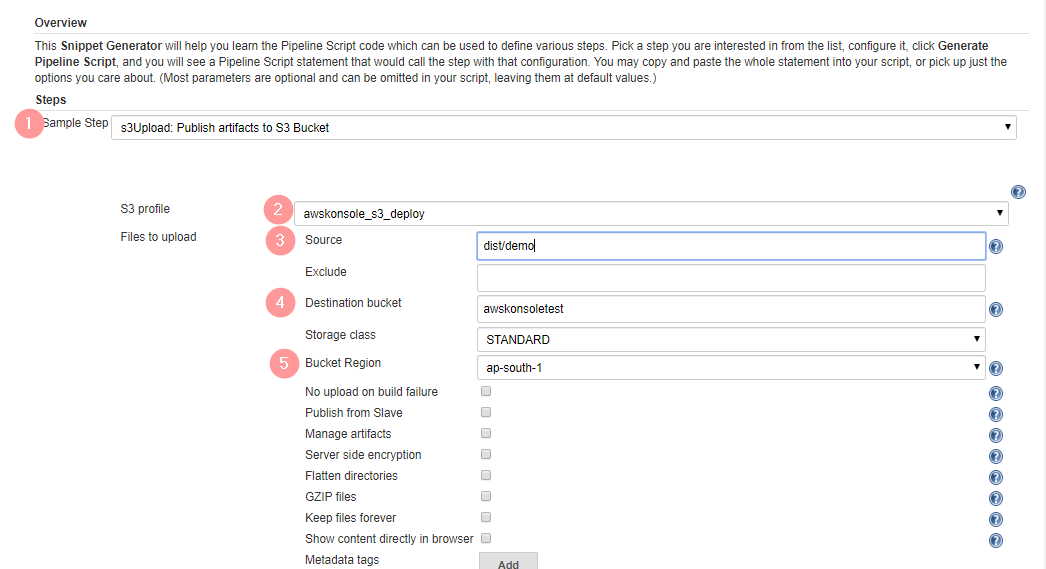 Overview
This Snippet Generator will help you learn the Pipeline Script code which can be used to define various steps. Pick a step you are interested in from the list, configure it, click Generate
Pipeline Script, and you will see a Pipeline Script statement that would call the step with that configuration. You may copy and paste the whole statement into your script, or pick up just the
options you care about. (Most parameters are optional and can be omitted in your script, leaving them at default values.)
Steps
1 Sample Step s3Upload: Publish artifacts to S3 Bucket
?
S3 profile 2 awskonsole_s3_deploy
Files to upload 3 Source dist/demo ?
Exclude
4 Destination bucket awskonsoletest ?
Storage class STANDARD
5 Bucket Region ap-south-1 ?
No upload on build failure ?
Publish from Slave ?
Manage artifacts ?
Server side encryption ?
Flatten directories ?
GZIP files ?
Keep files forever ?
Show content directly in browser ?
Metadata tags Add